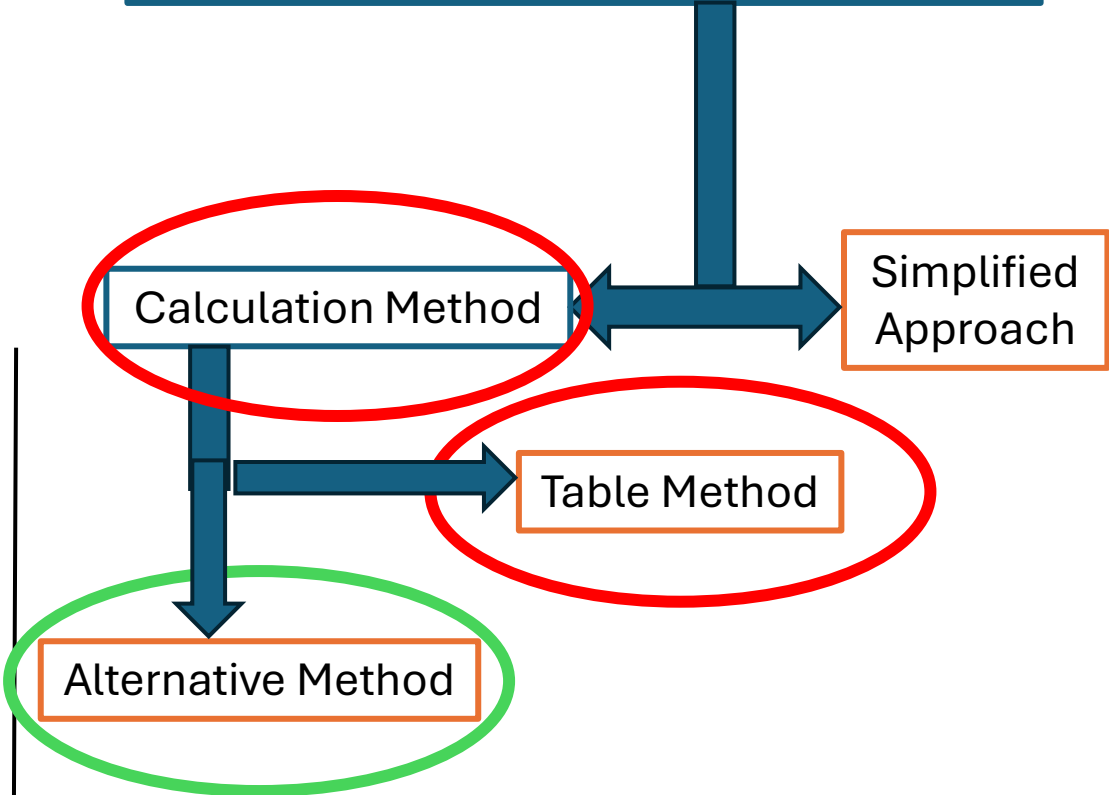 Calculation Method
Simplified
Approach
Table Method
Alternative Method